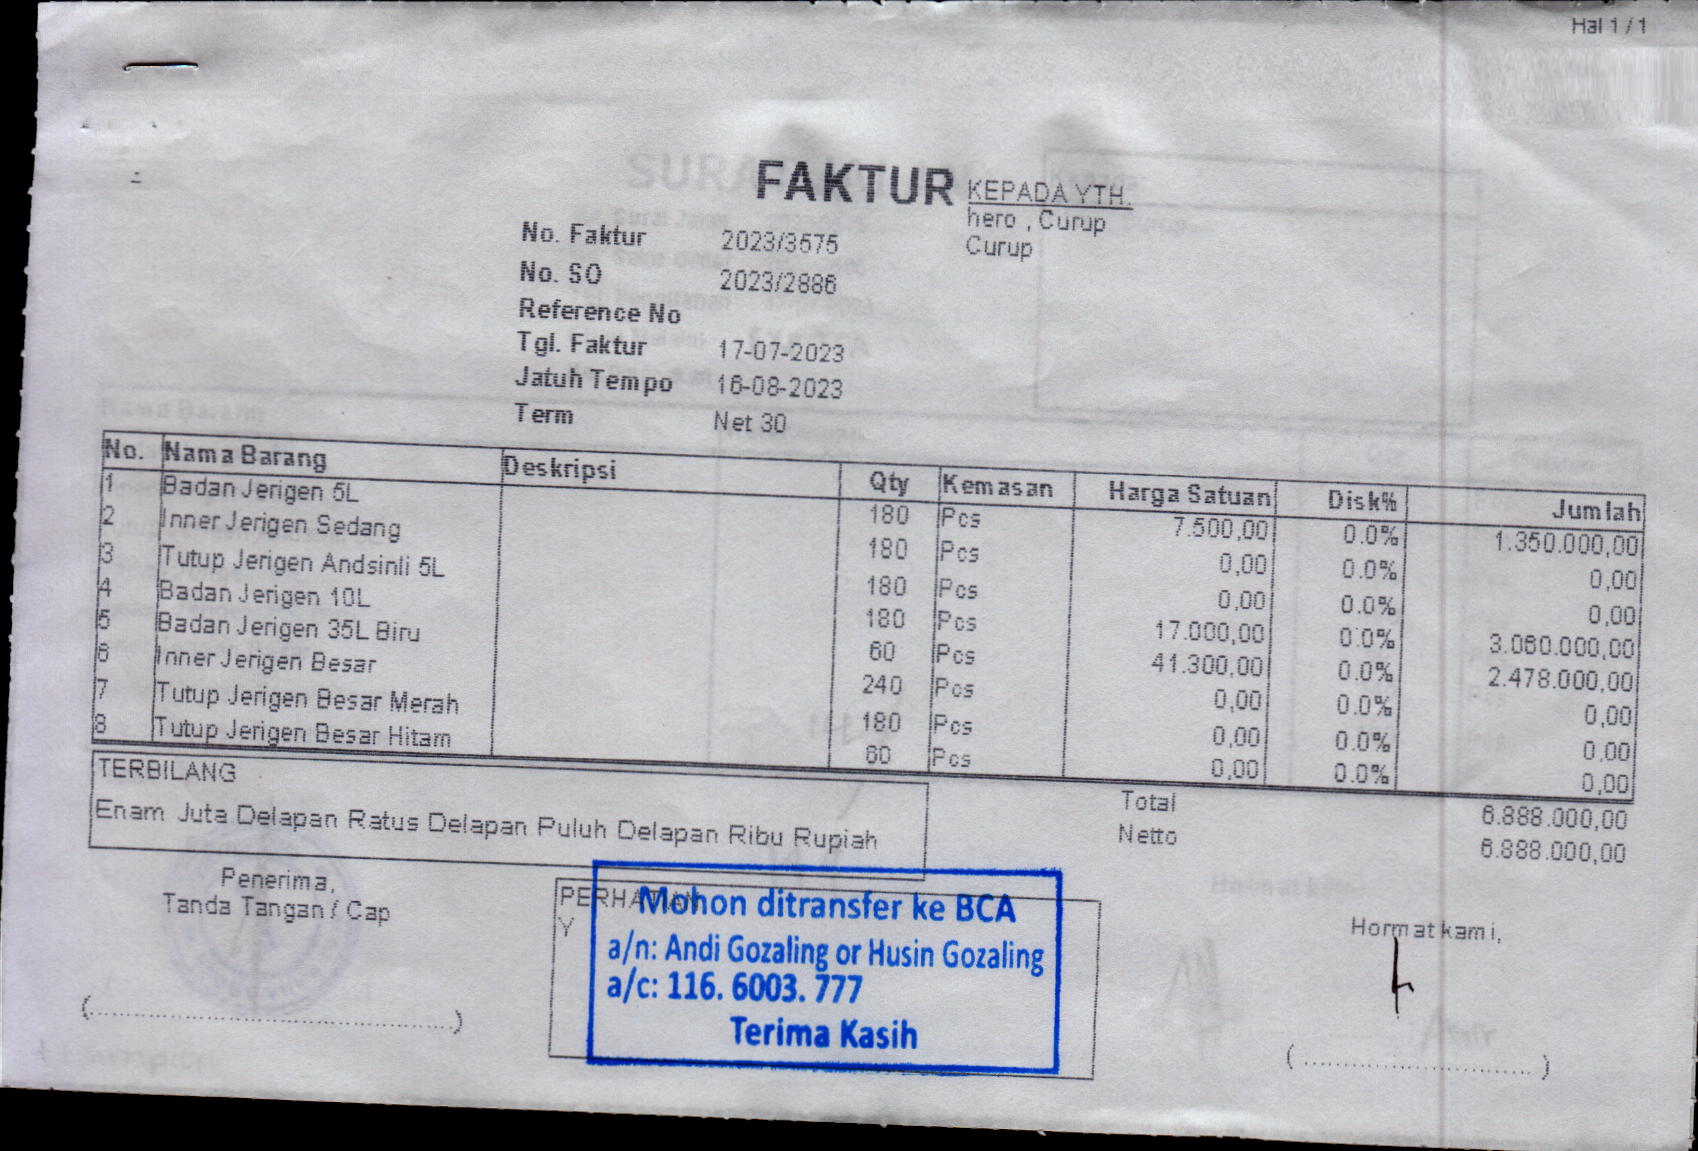 Hal 1 / 1
FAKTUR
KEPADA YTH.
hero , Curup
Curup
No. Faktur 2023/3575
No. SO 2023/2886
Reference No
Tgl. Faktur 17-07-2023
Jatuh Tempo 16-08-2023
Term Net 30
No. Nama Barang Deskripsi Qty Kemasan Harga Satuan Disk% Jumlah
1 Badan Jerigen 5L 180 Pcs 7.500,00 0.0% 1.350.000,00
2 Inner Jerigen Sedang 180 Pcs 0,00 0.0% 0,00
3 Tutup Jerigen Andsinli 5L 180 Pcs 0,00 0.0% 0,00
4 Badan Jerigen 10L 180 Pcs 17.000,00 0.0% 3.060.000,00
5 Badan Jerigen 35L Biru 60 Pcs 41.300,00 0.0% 2.478.000,00
6 Inner Jerigen Besar 240 Pcs 0,00 0.0% 0,00
7 Tutup Jerigen Besar Merah 180 Pcs 0,00 0.0% 0,00
8 Tutup Jerigen Besar Hitam 60 Pcs 0,00 0.0% 0,00
TERBILANG
Enam Juta Delapan Ratus Delapan Puluh Delapan Ribu Rupiah
Total 6.888.000,00
Netto 6.888.000,00
Penerima,
Tanda Tangan / Cap
(........................................)
PERHATIAN
Y
Mohon ditransfer ke BCA
a/n: Andi Gozaling or Husin Gozaling
a/c: 116. 6003. 777
Terima Kasih
Hormat kami,
(..............................)